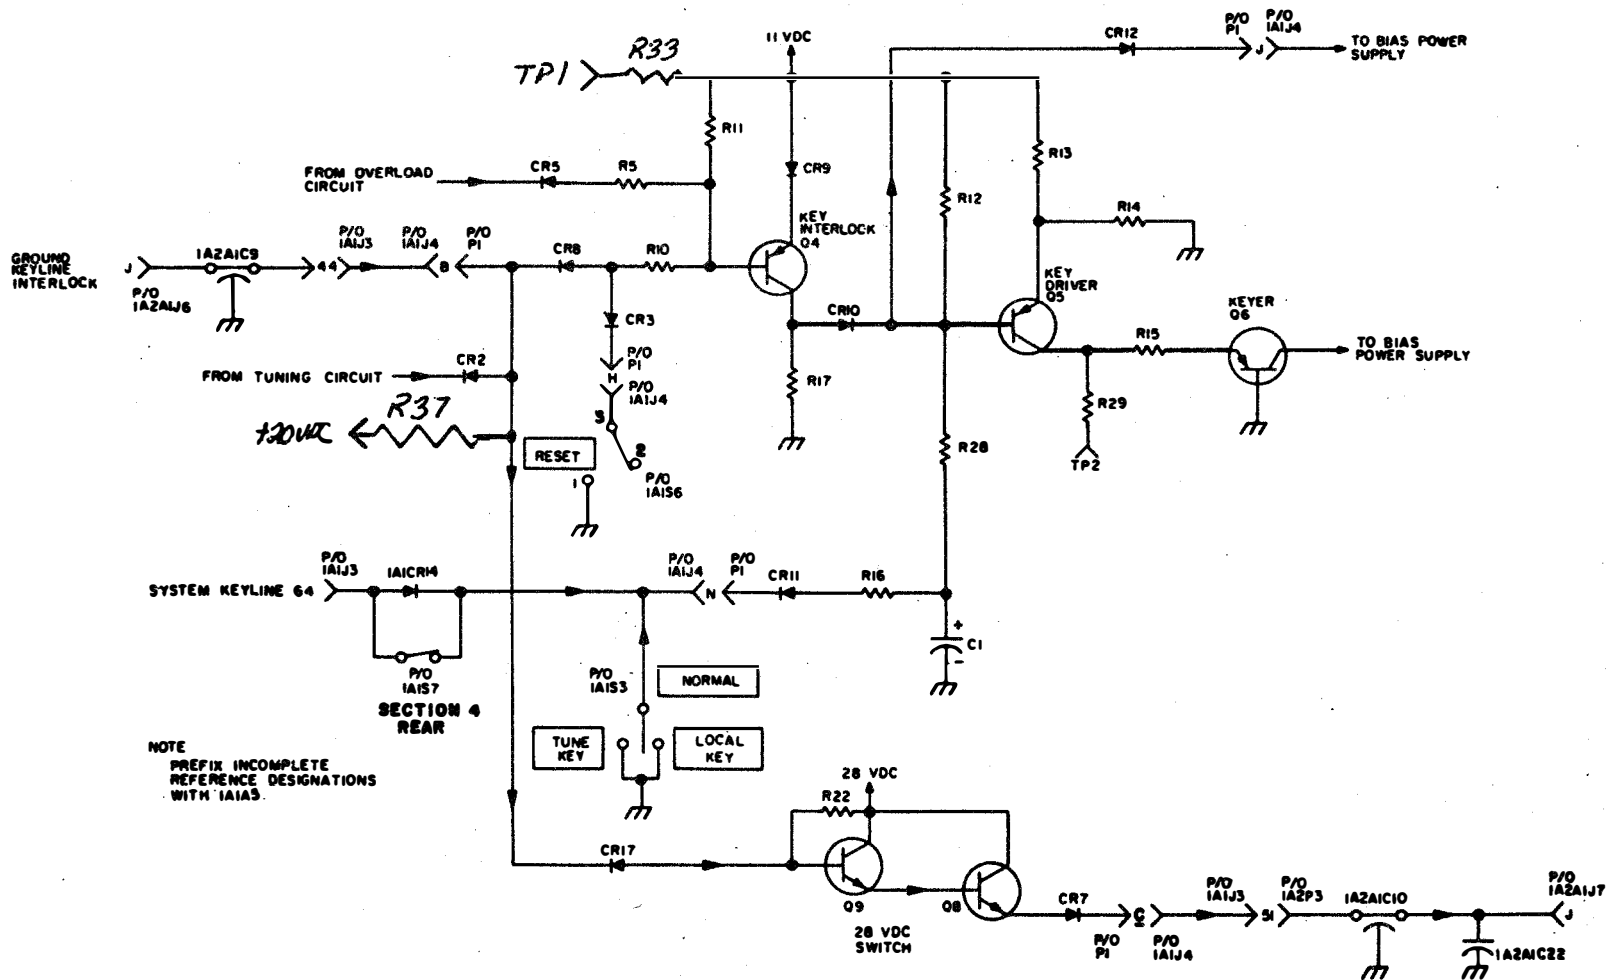 R33
TP1
11 VDC
CR12
P/O
P1
P/O
1A1J4
J
TO BIAS POWER
SUPPLY
R11
R13
FROM OVERLOAD
CIRCUIT
CR5
R5
CR9
R12
R14
KEY
INTERLOCK
Q4
GROUND
KEYLINE
INTERLOCK
J
P/O
1A2A1J6
1A2A1C9
P/O
1A1J3
44
P/O
1A1J4
B
P/O
P1
CR8
R10
KEY
DRIVER
Q5
KEYER
Q6
CR3
CR10
R15
TO BIAS
POWER SUPPLY
P/O
P1
H
P/O
1A1J4
FROM TUNING CIRCUIT
CR2
R17
R29
TP2
+20VDC
R37
3
2
RESET
1
P/O
1A1S6
R28
SYSTEM KEYLINE 64
P/O
1A1J3
1A1CR14
P/O
1A1J4
N
P/O
P1
CR11
R16
+
C1
-
P/O
1A1S7
SECTION 4
REAR
P/O
1A1S3
NORMAL
TUNE
KEY
LOCAL
KEY
NOTE
PREFIX INCOMPLETE
REFERENCE DESIGNATIONS
WITH 1A1A5.
28 VDC
R22
CR17
Q9
Q8
28 VDC
SWITCH
CR7
P/O
P1
C
P/O
1A1J4
P/O
1A1J3
51
P/O
1A2P3
1A2A1C10
1A2A1C22
P/O
1A2A1J7
J